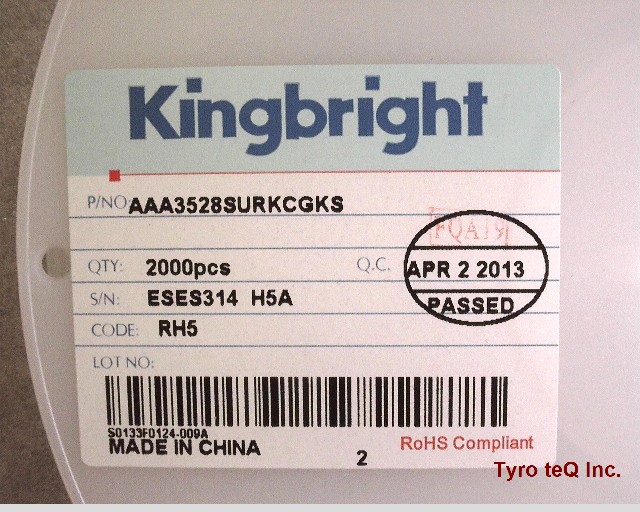 Kingbright
P/NO AAA3528SURKCGKS
FQA19
QTY: 2000pcs Q.C. APR 2 2013
S/N: ESES314 H5A PASSED
CODE: RH5
LOT NO:
S0133F0124-009A
MADE IN CHINA
2
RoHS Compliant
Tyro teQ Inc.